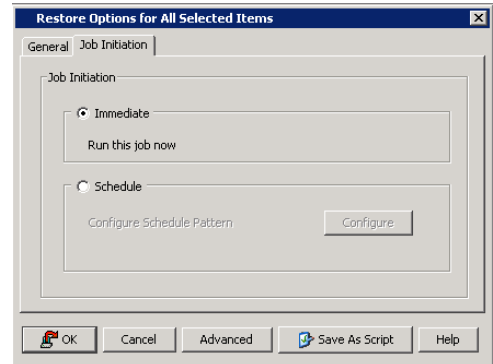 Restore Options for All Selected Items
General Job Initiation
Job Initiation
Immediate
Run this job now
Schedule
Configure Schedule Pattern Configure
OK Cancel Advanced Save As Script Help